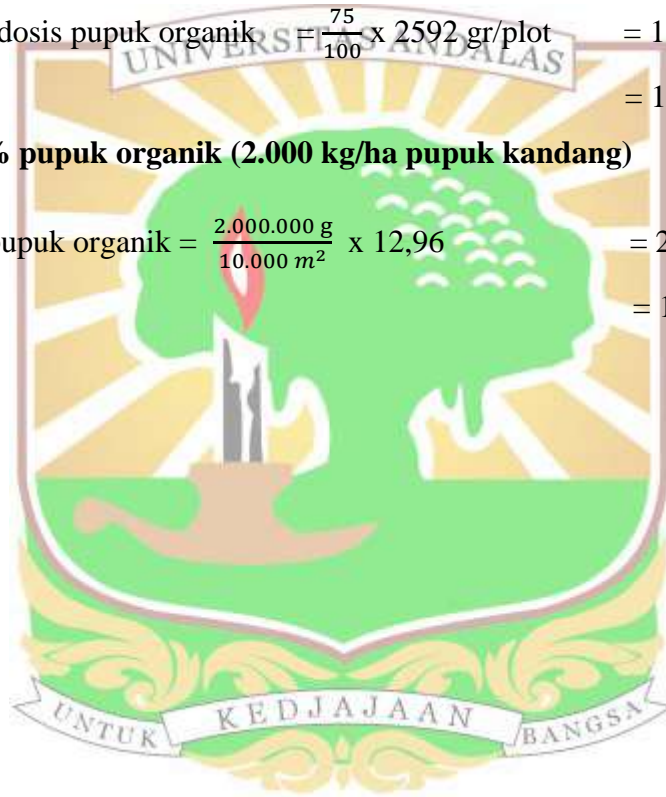 dosis pupuk organik = 75/100 x 2592 gr/plot = 1
UNIVERSITAS ANDALAS
= 1
% pupuk organik (2.000 kg/ha pupuk kandang)
pupuk organik = 2.000.000 g/10.000 m² x 12,96 = 2
= 1
UNTUK KEDJAJAAN BANGSA